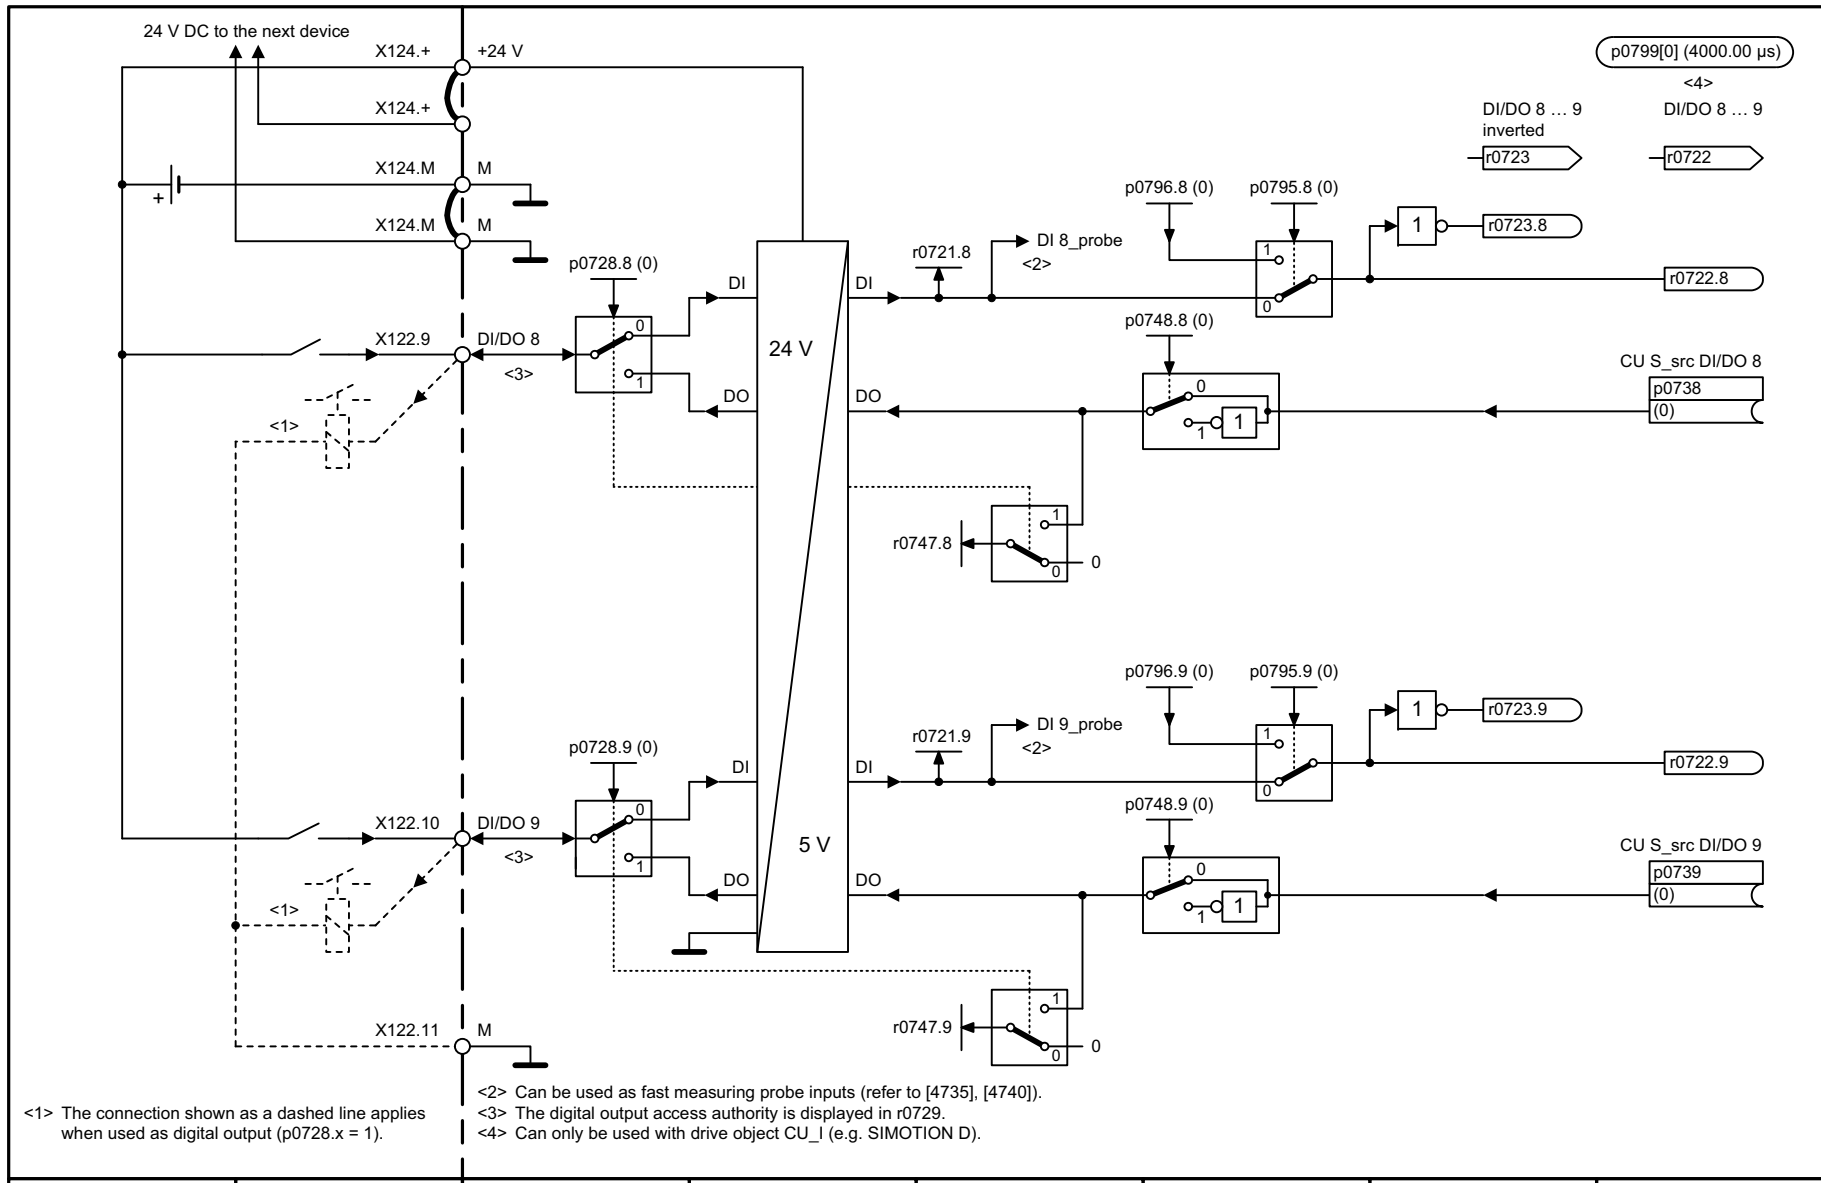 24 V DC to the next device
X124.+
+24 V
p0799[0] (4000.00 µs)
<4>
X124.+
DI/DO 8 … 9
inverted
DI/DO 8 … 9
r0723
r0722
X124.M
M
+
X124.M
M
p0796.8 (0)
p0795.8 (0)
1
r0723.8
p0728.8 (0)
r0721.8
DI 8_probe
<2>
1
0
r0722.8
DI
DI
p0748.8 (0)
X122.9
DI/DO 8
<3>
0
1
24 V
CU S_src DI/DO 8
p0738
(0)
DO
DO
0
1
1
<1>
r0747.8
1
0
0
p0796.9 (0)
p0795.9 (0)
1
r0723.9
p0728.9 (0)
r0721.9
DI 9_probe
<2>
1
0
r0722.9
DI
DI
p0748.9 (0)
X122.10
DI/DO 9
<3>
0
1
5 V
CU S_src DI/DO 9
p0739
(0)
DO
DO
0
1
1
<1>
r0747.9
1
0
0
X122.11
M
<1> The connection shown as a dashed line applies
when used as digital output (p0728.x = 1).
<2> Can be used as fast measuring probe inputs (refer to [4735], [4740]).
<3> The digital output access authority is displayed in r0729.
<4> Can only be used with drive object CU_I (e.g. SIMOTION D).